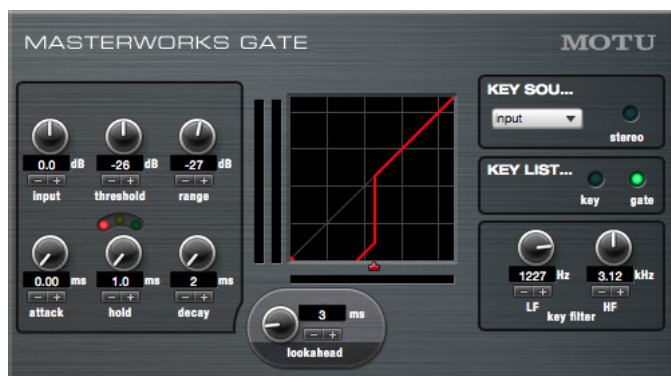 MASTERWORKS GATE
MOTU
0.0 dB
-26 dB
-27 dB
- +
- +
- +
input
threshold
range
0.00 ms
1.0 ms
2 ms
- +
- +
- +
attack
hold
decay
3 ms
- +
lookahead
KEY SOU...
input
stereo
KEY LIST...
key
gate
1227 Hz
3.12 kHz
- +
- +
LF
HF
key filter